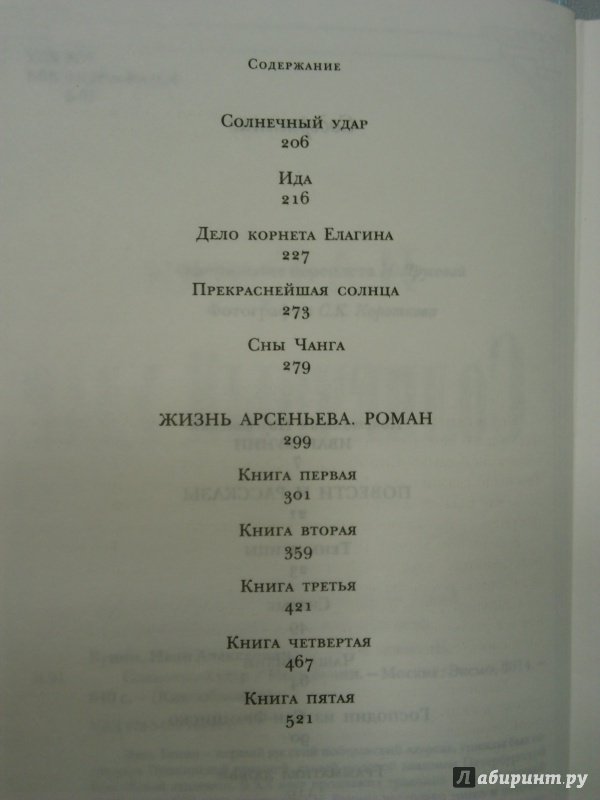 Содержание
Солнечный удар
206
Ида
216
Дело корнета Елагина
227
Прекраснейшая солнца
273
Сны Чанга
279
ЖИЗНЬ АРСЕНЬЕВА. РОМАН
299
Книга первая
301
Книга вторая
359
Книга третья
421
Книга четвертая
467
Книга пятая
521
Лабиринт.ру